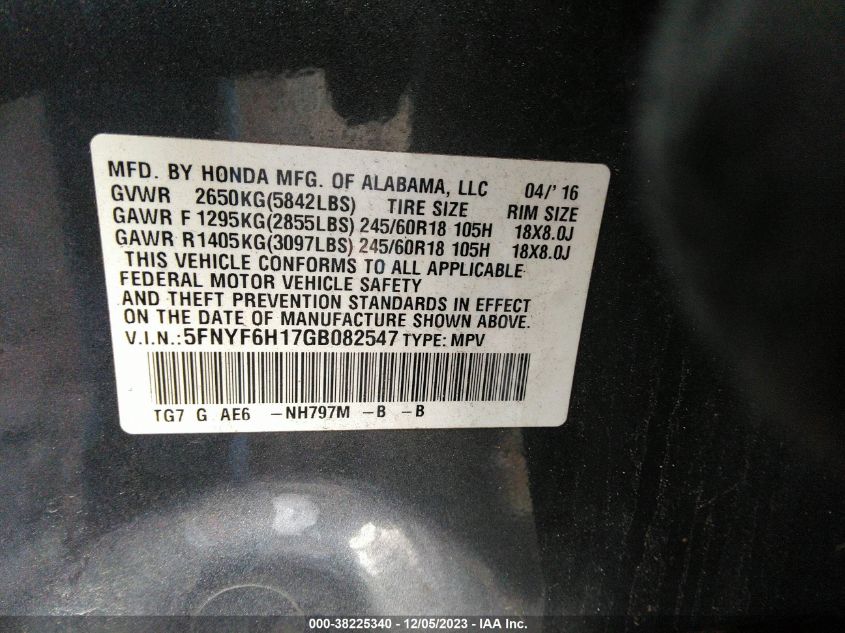 MFD. BY HONDA MFG. OF ALABAMA, LLC 04/' 16
GVWR 2650KG(5842LBS) TIRE SIZE RIM SIZE
GAWR F 1295KG(2855LBS) 245/60R18 105H 18X8.0J
GAWR R1405KG(3097LBS) 245/60R18 105H 18X8.0J
THIS VEHICLE CONFORMS TO ALL APPLICABLE
FEDERAL MOTOR VEHICLE SAFETY
AND THEFT PREVENTION STANDARDS IN EFFECT
ON THE DATE OF MANUFACTURE SHOWN ABOVE.
V.I.N.:5FNYF6H17GB082547 TYPE: MPV
TG7 G AE6 -NH797M -B -B
000-38225340 - 12/05/2023 - IAA Inc.